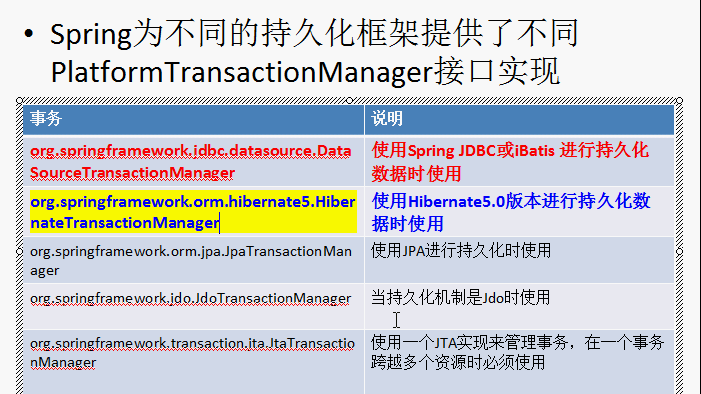 • Spring为不同的持久化框架提供了不同
PlatformTransactionManager接口实现
事务
说明
org.springframework.jdbc.datasource.Data
SourceTransactionManager
使用Spring JDBC或iBatis 进行持久化
数据时使用
org.springframework.orm.hibernate5.Hiber
nateTransactionManager
使用Hibernate5.0版本进行持久化数
据时使用
org.springframework.orm.jpa.JpaTransactionMan
ager
使用JPA进行持久化时使用
org.springframework.jdo.JdoTransactionManager
当持久化机制是Jdo时使用
org.springframework.transaction.jta.JtaTransactio
nManager
使用一个JTA实现来管理事务，在一个事务
跨越多个资源时必须使用